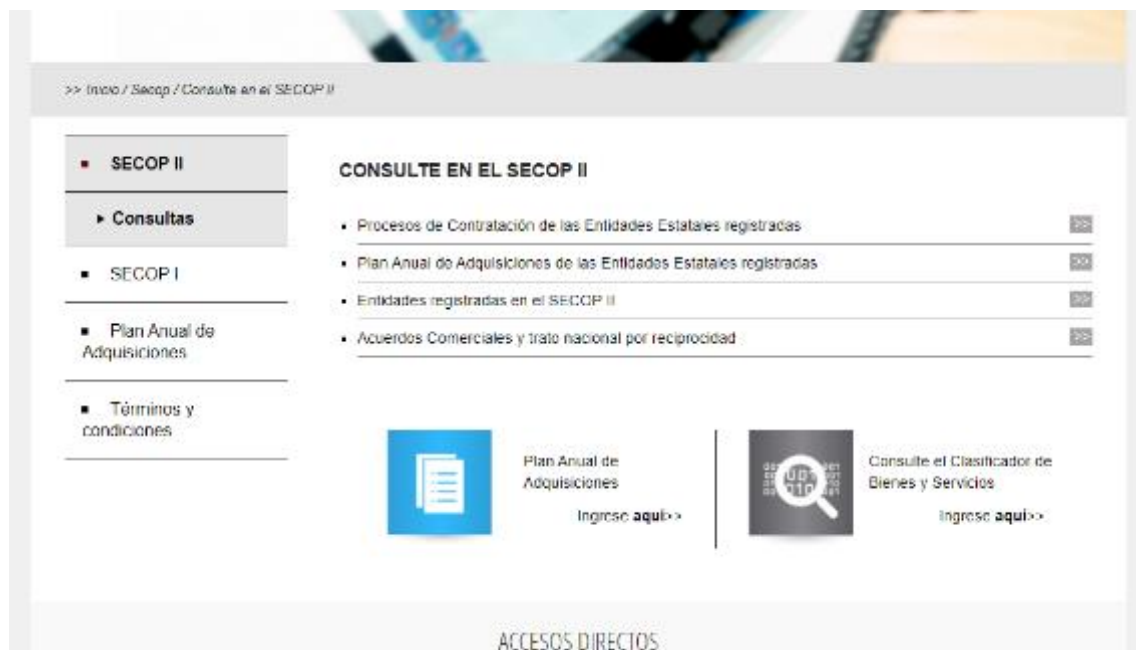 >> Inicio / Secop / Consulte en el SECOP II
SECOP II
Consultas
SECOP I
Plan Anual de
Adquisiciones
Términos y
condiciones
CONSULTE EN EL SECOP II
Procesos de Contratación de las Entidades Estatales registradas >>
Plan Anual de Adquisiciones de las Entidades Estatales registradas >>
Entidades registradas en el SECOP II >>
Acuerdos Comerciales y trato nacional por reciprocidad >>
Plan Anual de
Adquisiciones
Ingrese aquí>>
Consulte el Clasificador de
Bienes y Servicios
Ingrese aquí>>
ACCESOS DIRECTOS